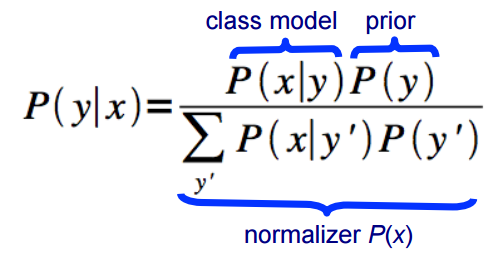 class model prior
P(y|x)= P(x|y)P(y)
∑ P(x|y')P(y')
y'
normalizer P(x)